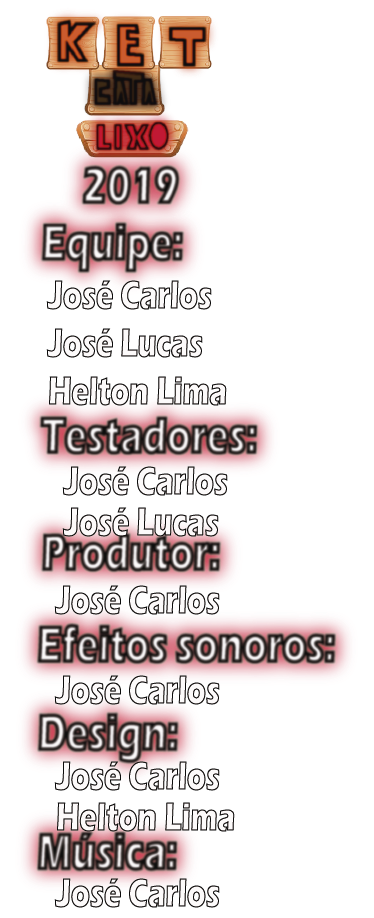 KET
CATA
LIXO
2019
Equipe:
José Carlos
José Lucas
Helton Lima
Testadores:
José Carlos
José Lucas
Produtor:
José Carlos
Efeitos sonoros:
José Carlos
Design:
José Carlos
Helton Lima
Música:
José Carlos